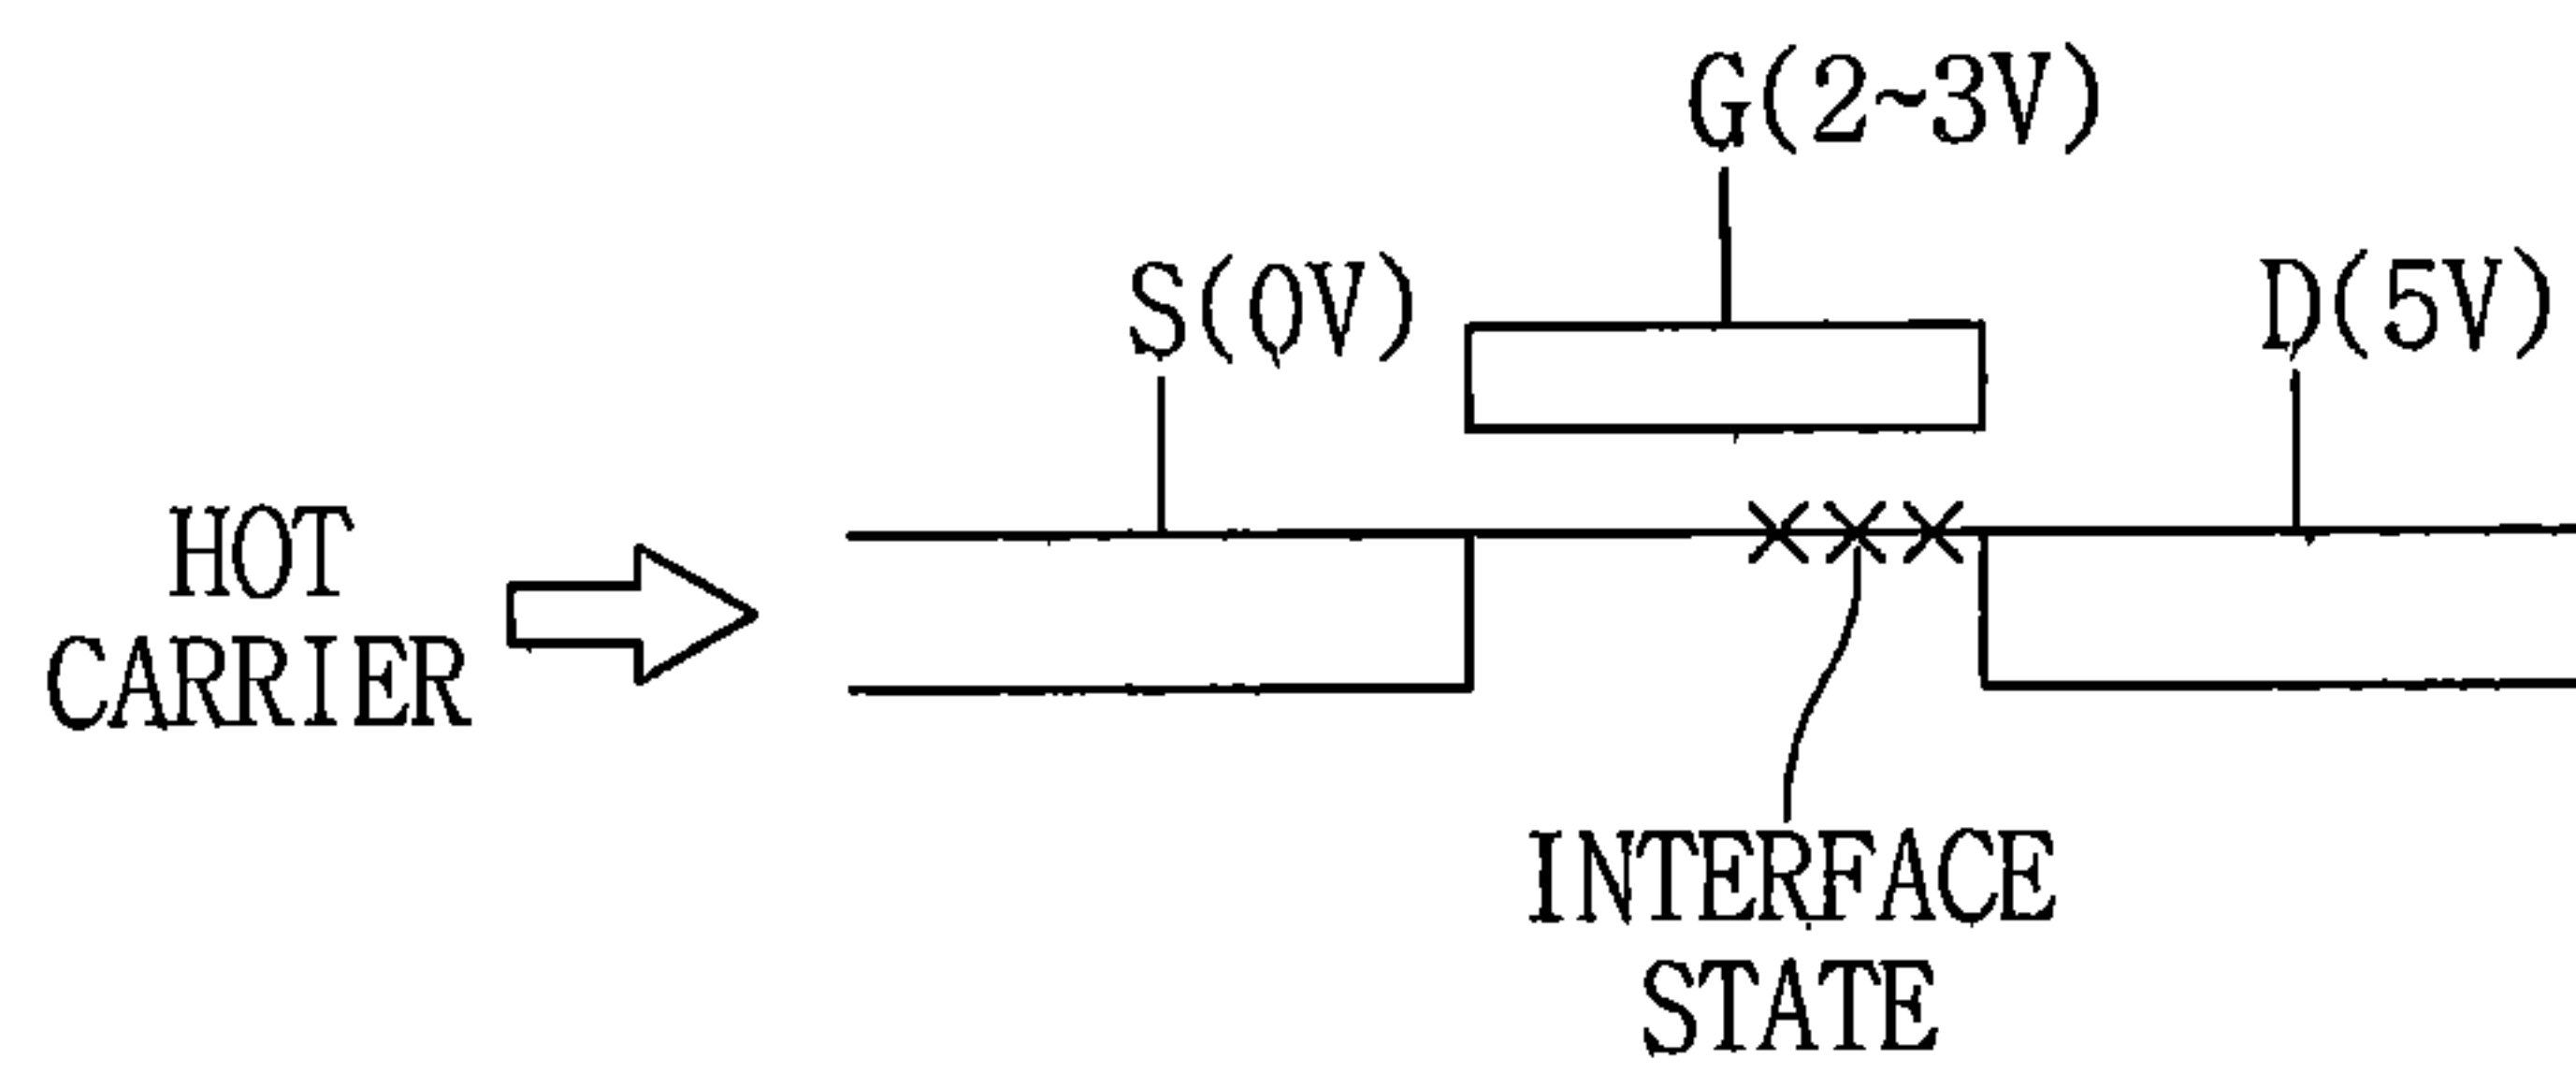 G(2~3V)
S(0V)
D(5V)
HOT
CARRIER
INTERFACE
STATE